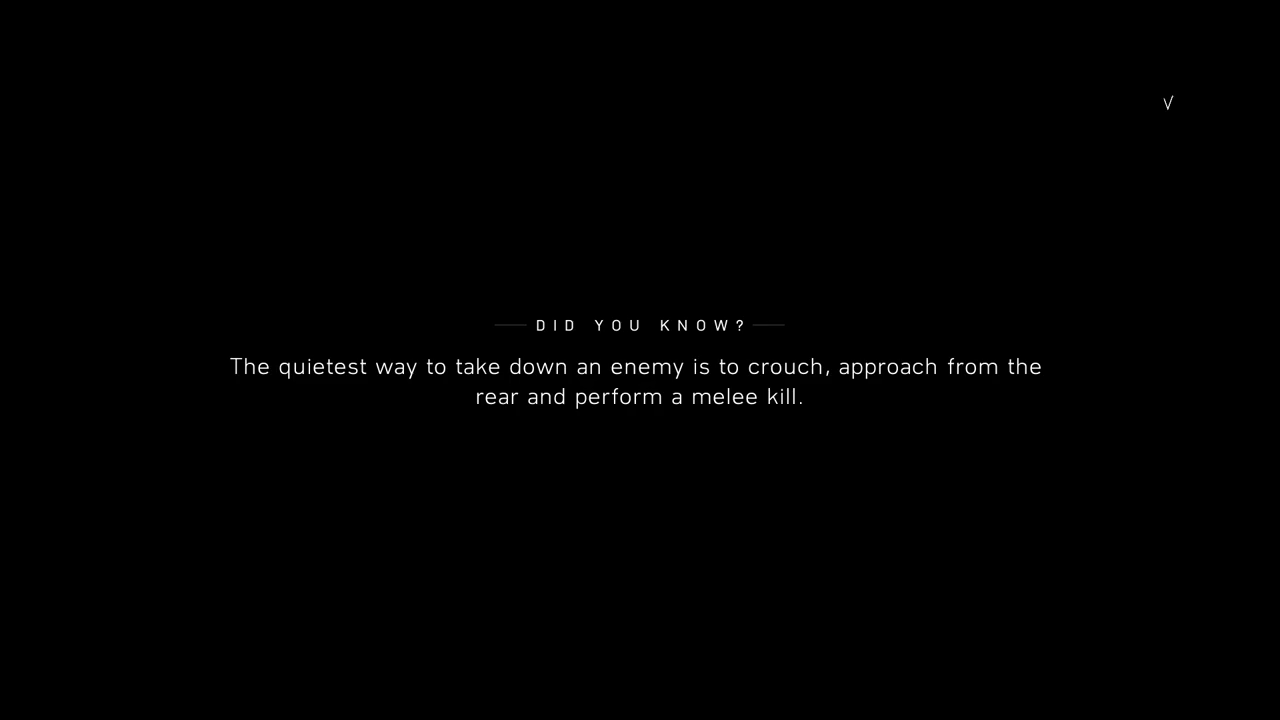 V
DID YOU KNOW?
The quietest way to take down an enemy is to crouch, approach from the
rear and perform a melee kill.